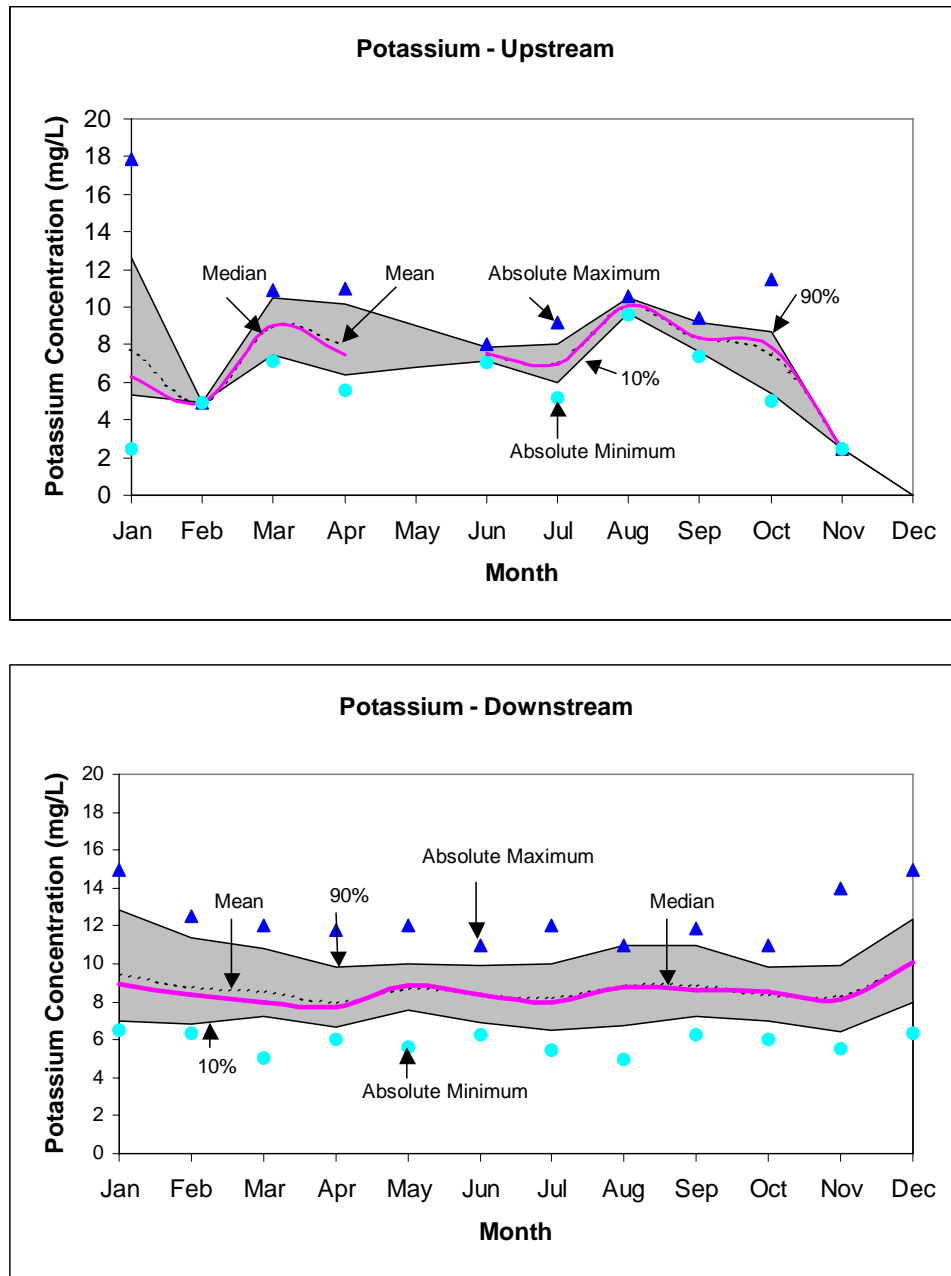 Potassium - Upstream
Potassium Concentration (mg/L)
20
18
16
14
12
10
8
6
4
2
0
Median
Mean
Absolute Maximum
90%
10%
Absolute Minimum
Jan Feb Mar Apr May Jun Jul Aug Sep Oct Nov Dec
Month
Potassium - Downstream
Potassium Concentration (mg/L)
20
18
16
14
12
10
8
6
4
2
0
Mean
90%
Absolute Maximum
Median
10%
Absolute Minimum
Jan Feb Mar Apr May Jun Jul Aug Sep Oct Nov Dec
Month